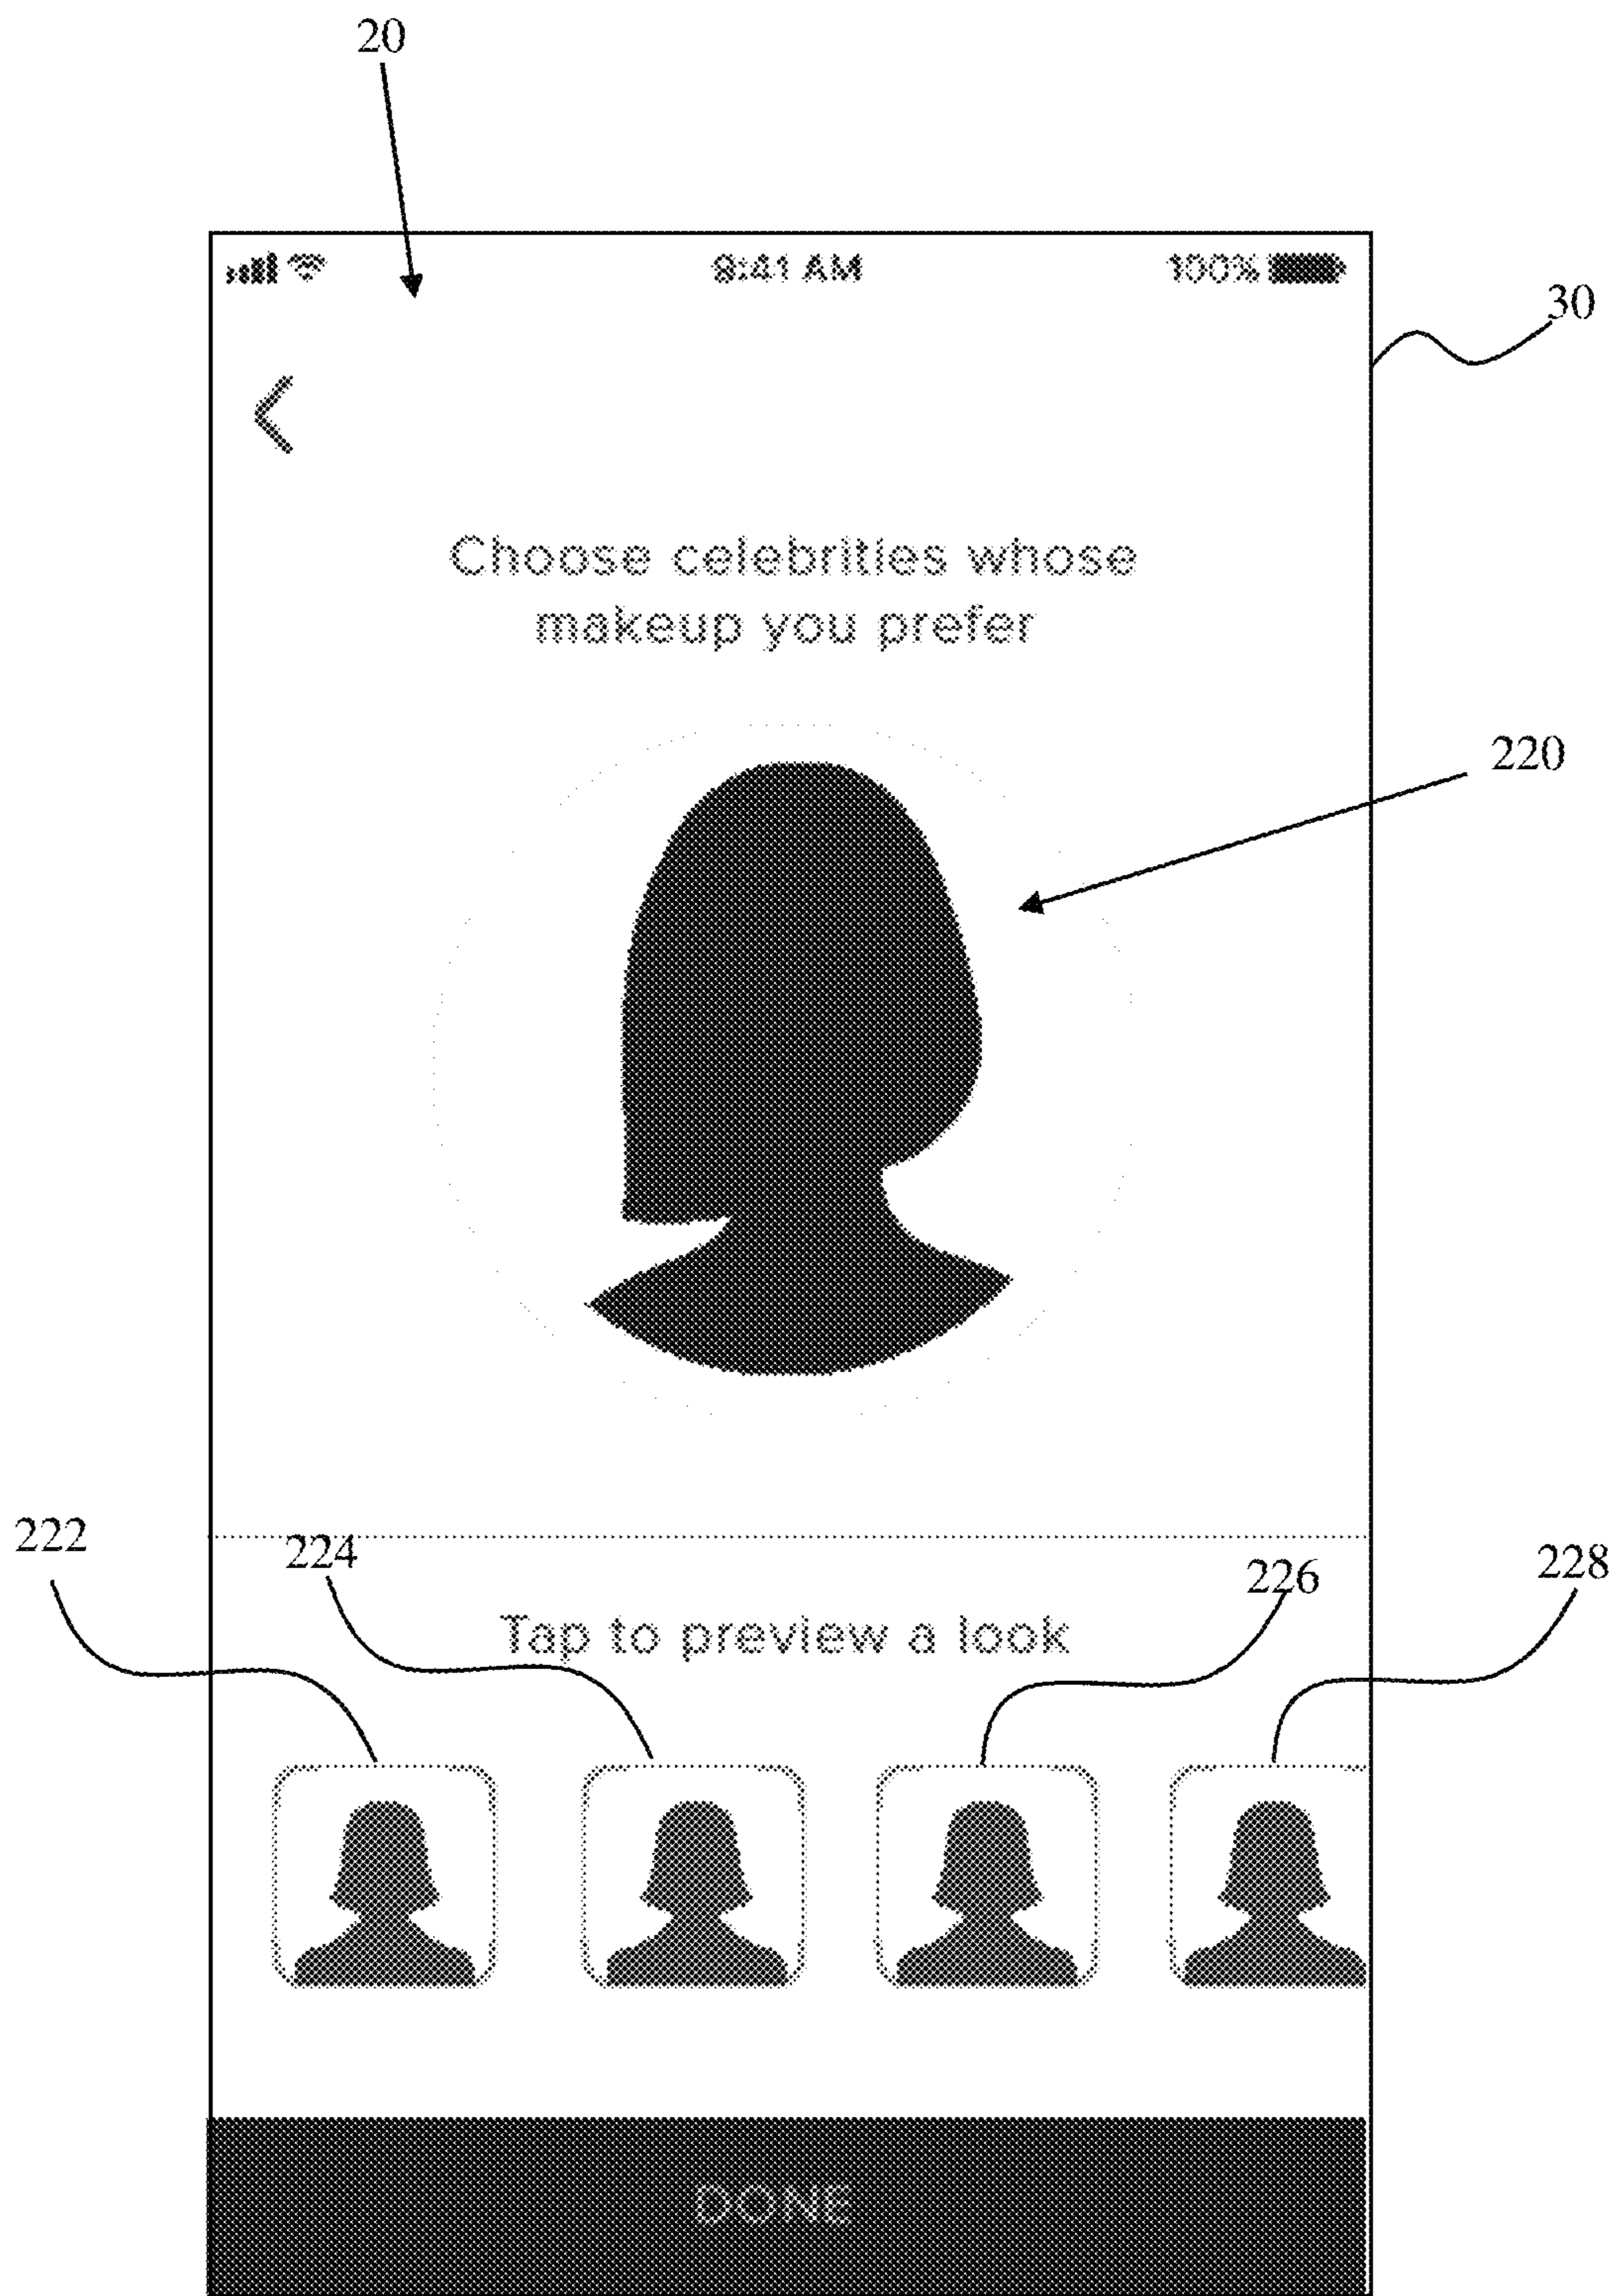 20
9:41 AM 100%
30
Choose celebrities whose
makeup you prefer
220
222 224 226 228
Tap to preview a look
DONE